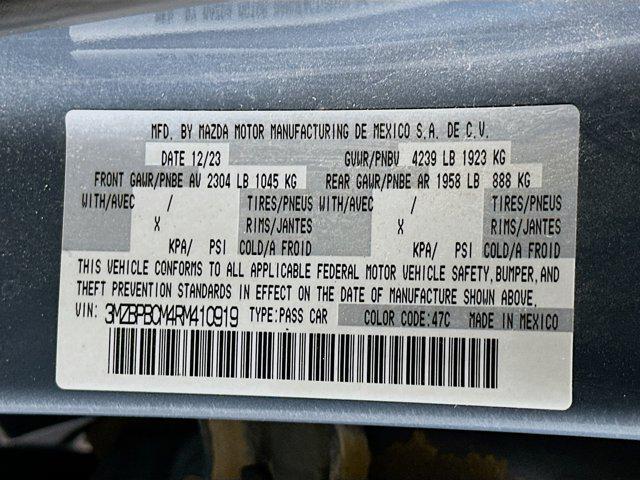 MFD. BY MAZDA MOTOR MANUFACTURING DE MEXICO S.A. DE C.V.
DATE 12/23 GVWR/PNBV 4239 LB 1923 KG
FRONT GAWR/PNBE AV 2304 LB 1045 KG REAR GAWR/PNBE AR 1958 LB 888 KG
WITH/AVEC / TIRES/PNEUS WITH/AVEC / TIRES/PNEUS
X RIMS/JANTES X RIMS/JANTES
KPA/ PSI COLD/A FROID KPA/ PSI COLD/A FROID
THIS VEHICLE CONFORMS TO ALL APPLICABLE FEDERAL MOTOR VEHICLE SAFETY, BUMPER, AND
THEFT PREVENTION STANDARDS IN EFFECT ON THE DATE OF MANUFACTURE SHOWN ABOVE.
VIN: 3MZBPBCM4RM410919 TYPE:PASS CAR COLOR CODE:47C MADE IN MEXICO